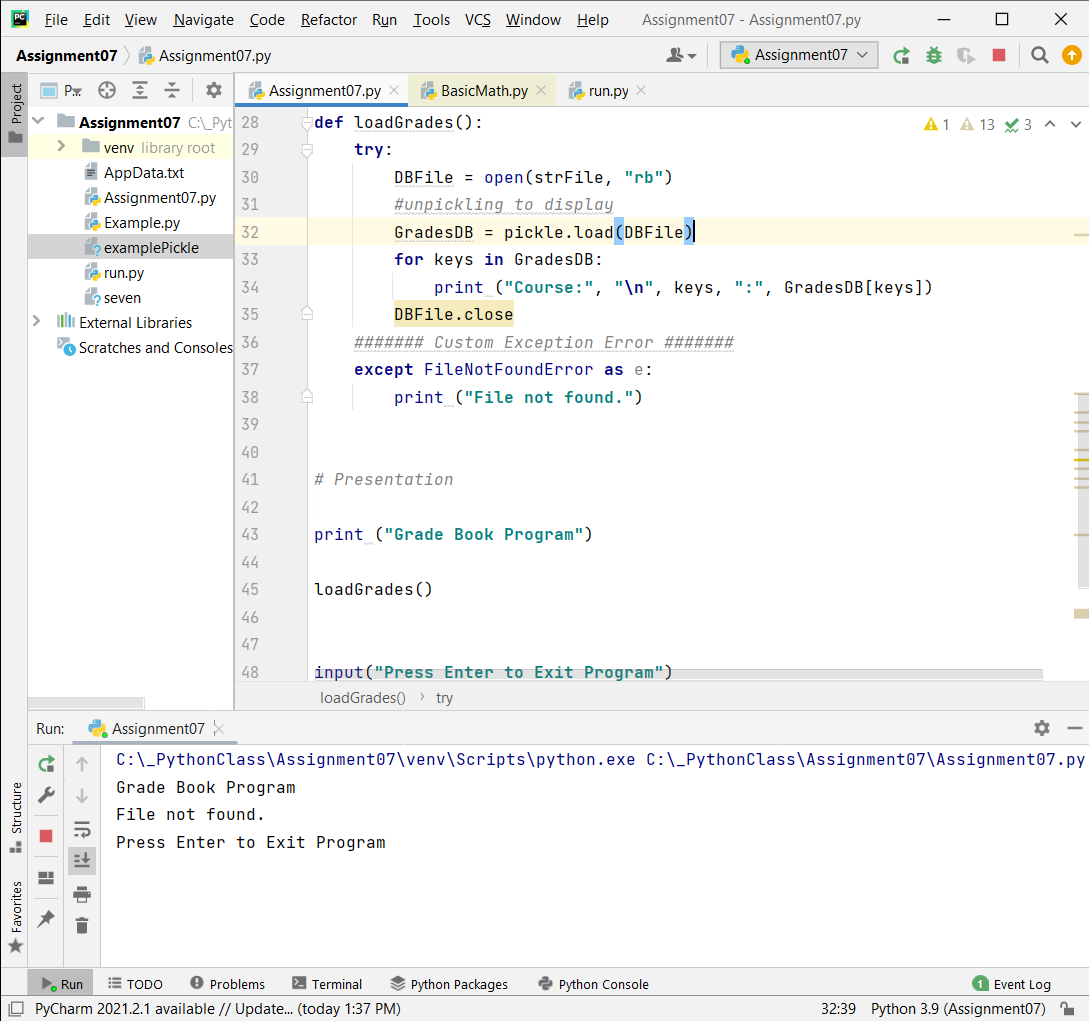 PC File Edit View Navigate Code Refactor Run Tools VCS Window Help Assignment07 - Assignment07.py
Assignment07 Assignment07.py Assignment07
Project
P... Assignment07.py BasicMath.py run.py
Assignment07 C:\_Pyt
venv library root
AppData.txt
Assignment07.py
Example.py
examplePickle
run.py
seven
External Libraries
Scratches and Consoles
1 13 3
28 def loadGrades():
29 try:
30 DBFile = open(strFile, "rb")
31 #unpickling to display
32 GradesDB = pickle.load(DBFile)
33 for keys in GradesDB:
34 print ("Course:", "\n", keys, ":", GradesDB[keys])
35 DBFile.close
36 ####### Custom Exception Error #######
37 except FileNotFoundError as e:
38 print ("File not found.")
39
40
41 # Presentation
42
43 print ("Grade Book Program")
44
45 loadGrades()
46
47
48 input("Press Enter to Exit Program")
loadGrades() › try
Run: Assignment07
C:\_PythonClass\Assignment07\venv\Scripts\python.exe C:\_PythonClass\Assignment07\Assignment07.py
Grade Book Program
File not found.
Press Enter to Exit Program
Structure
Favorites
Run TODO Problems Terminal Python Packages Python Console 1 Event Log
PyCharm 2021.2.1 available // Update... (today 1:37 PM) 32:39 Python 3.9 (Assignment07)